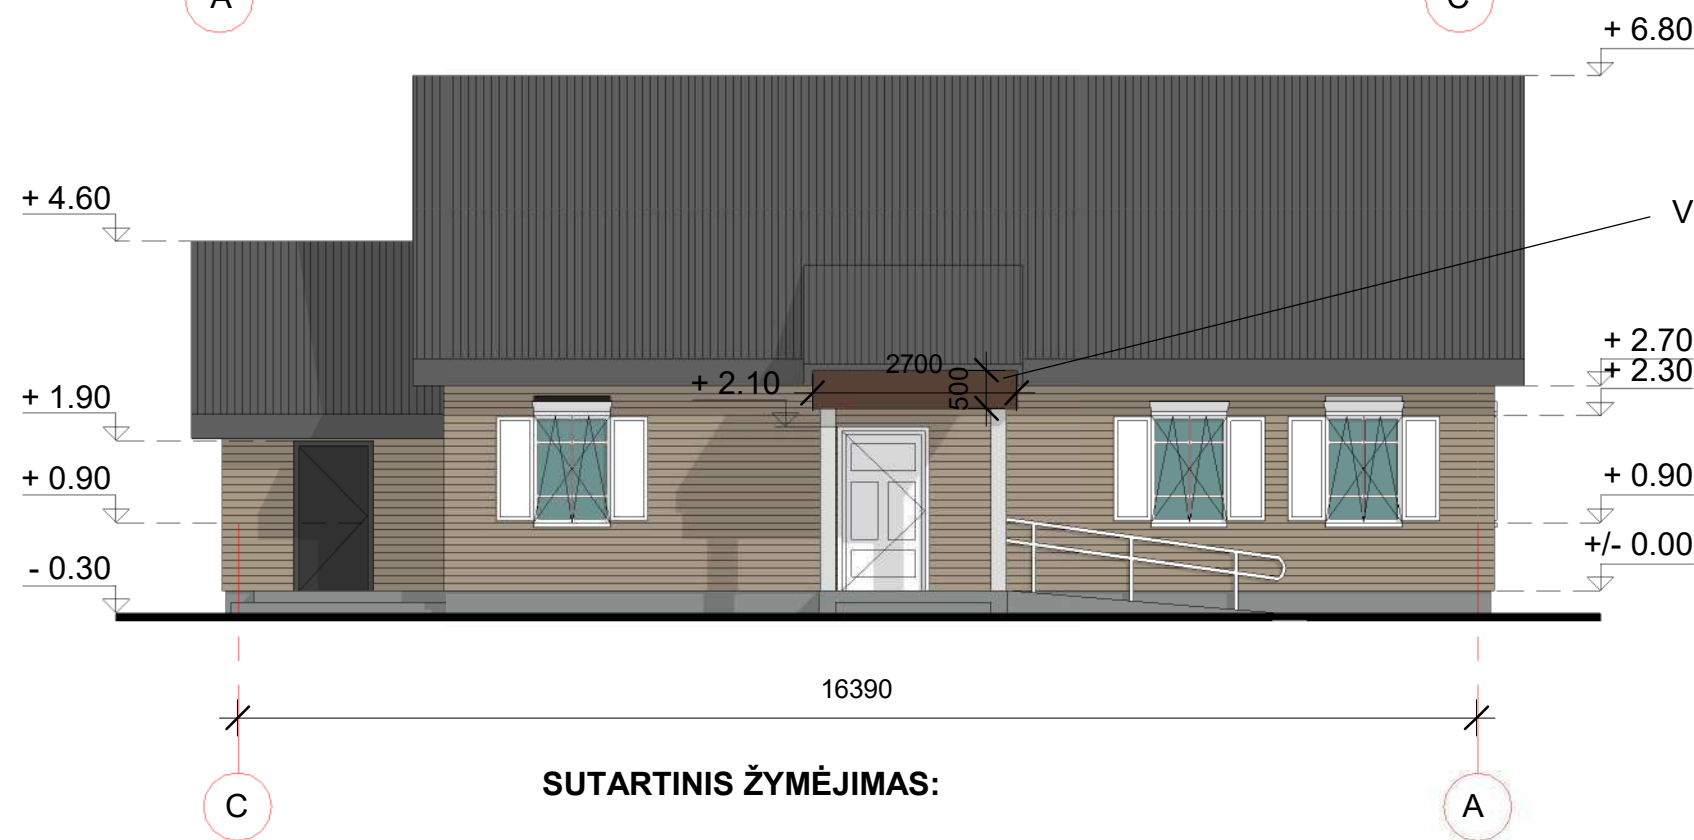 A
C
+ 6.80
+ 4.60
V
+ 2.70
2700
+ 2.30
+ 2.10
500
+ 1.90
+ 0.90
+ 0.90
+/- 0.00
- 0.30
16390
SUTARTINIS ŽYMĖJIMAS:
C
A